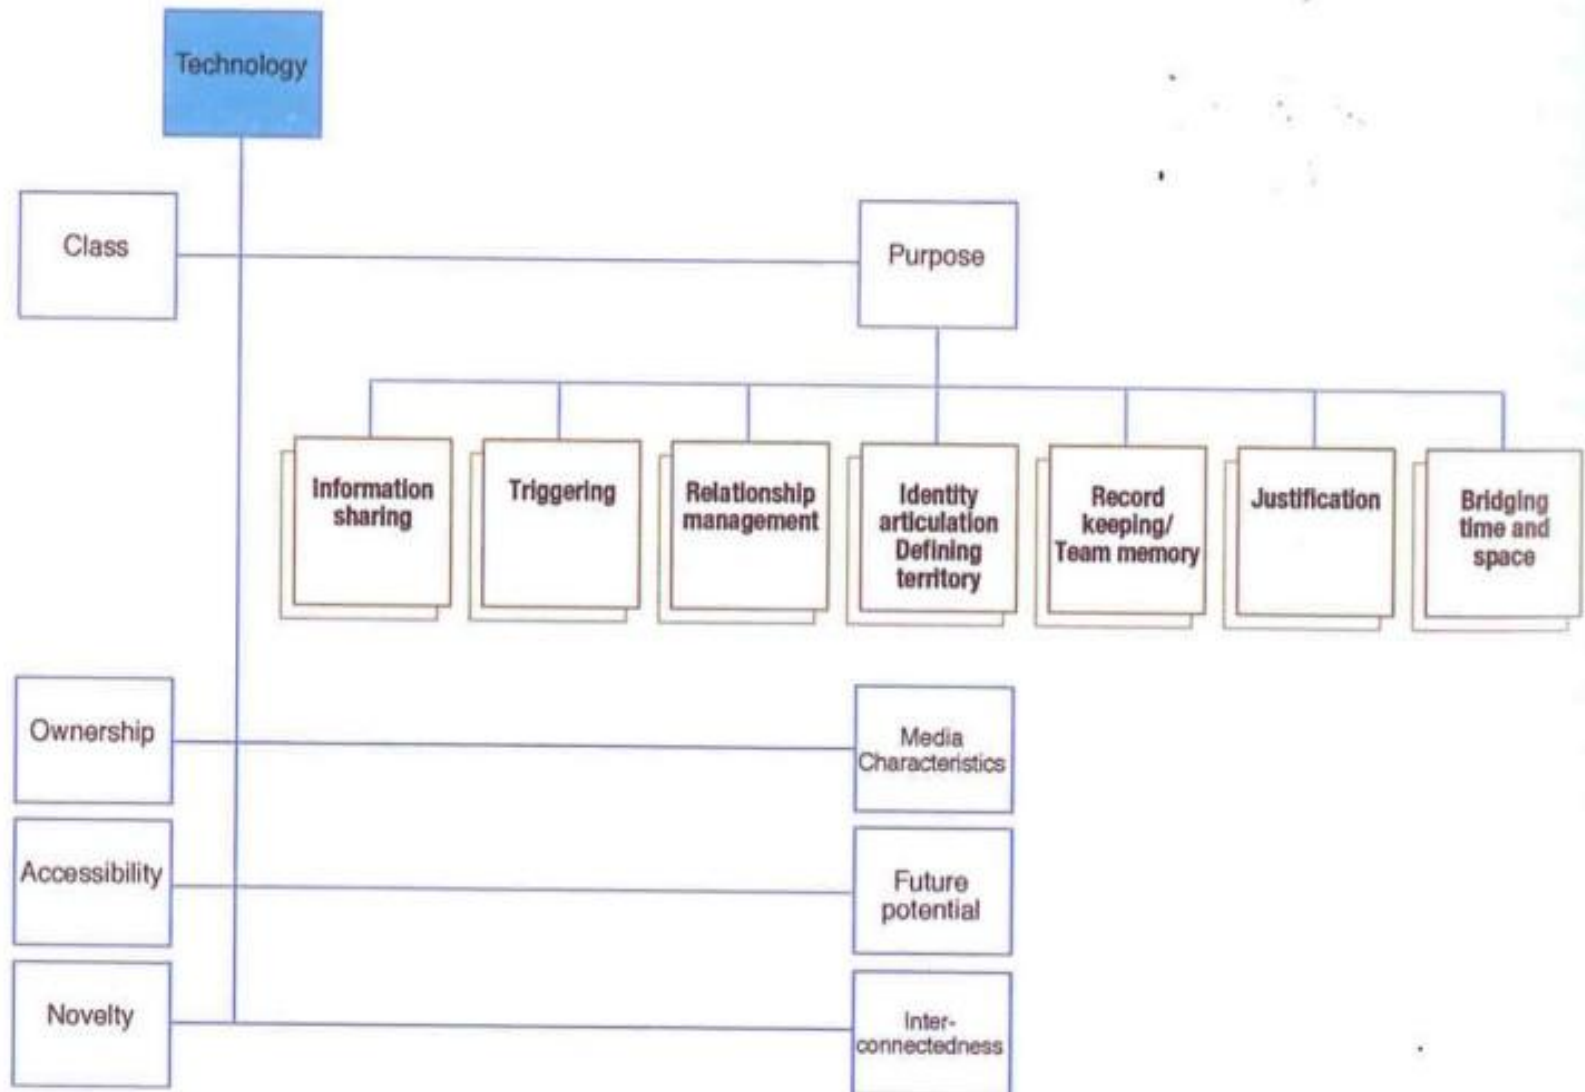 Technology
Class
Purpose
Information
sharing
Triggering
Relationship
management
Identity
articulation
Defining
territory
Record
keeping/
Team memory
Justification
Bridging
time and
space
Ownership
Media
Characteristics
Accessibility
Future
potential
Novelty
Inter-
connectedness